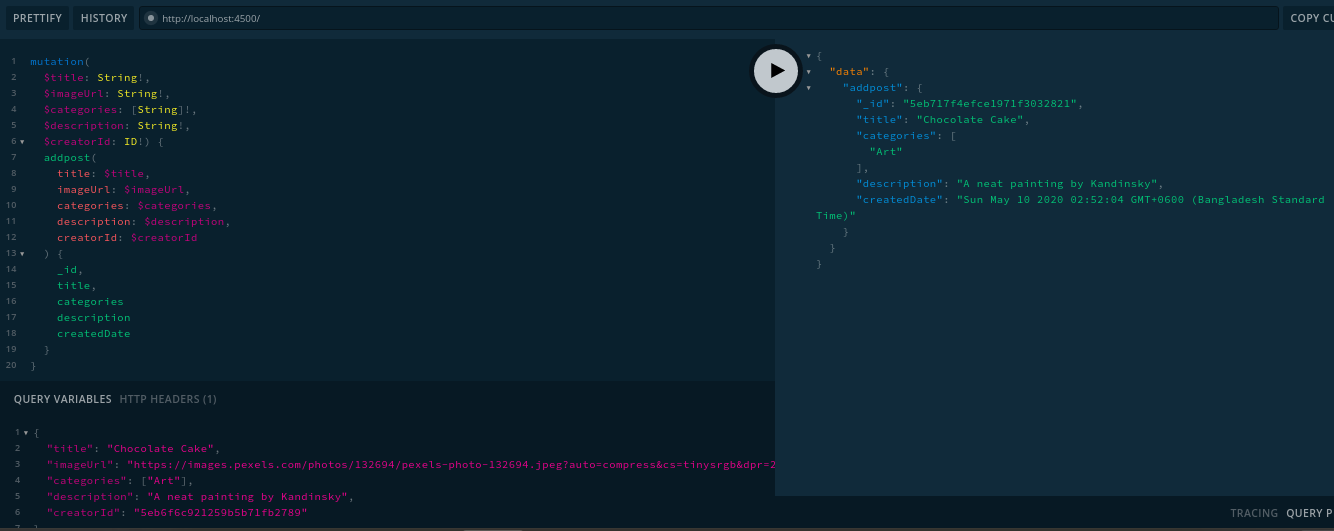 PRETTIFY HISTORY http://localhost:4500/ COPY CU
1 mutation(
2 $title: String!,
3 $imageUrl: String!,
4 $categories: [String]!,
5 $description: String!,
6 $creatorId: ID!) {
7 addpost(
8 title: $title,
9 imageUrl: $imageUrl,
10 categories: $categories,
11 description: $description,
12 creatorId: $creatorId
13 ) {
14 _id,
15 title,
16 categories
17 description
18 createdDate
19 }
20 }
QUERY VARIABLES HTTP HEADERS (1)
1 {
2 "title": "Chocolate Cake",
3 "imageUrl": "https://images.pexels.com/photos/132694/pexels-photo-132694.jpeg?auto=compress&cs=tinysrgb&dpr=2
4 "categories": ["Art"],
5 "description": "A neat painting by Kandinsky",
6 "creatorId": "5eb6f6c921259b5b71fb2789"
7 }
{
"data": {
"addpost": {
"_id": "5eb717f4efce1971f3032821",
"title": "Chocolate Cake",
"categories": [
"Art"
],
"description": "A neat painting by Kandinsky",
"createdDate": "Sun May 10 2020 02:52:04 GMT+0600 (Bangladesh Standard
Time)"
}
}
}
TRACING QUERY P